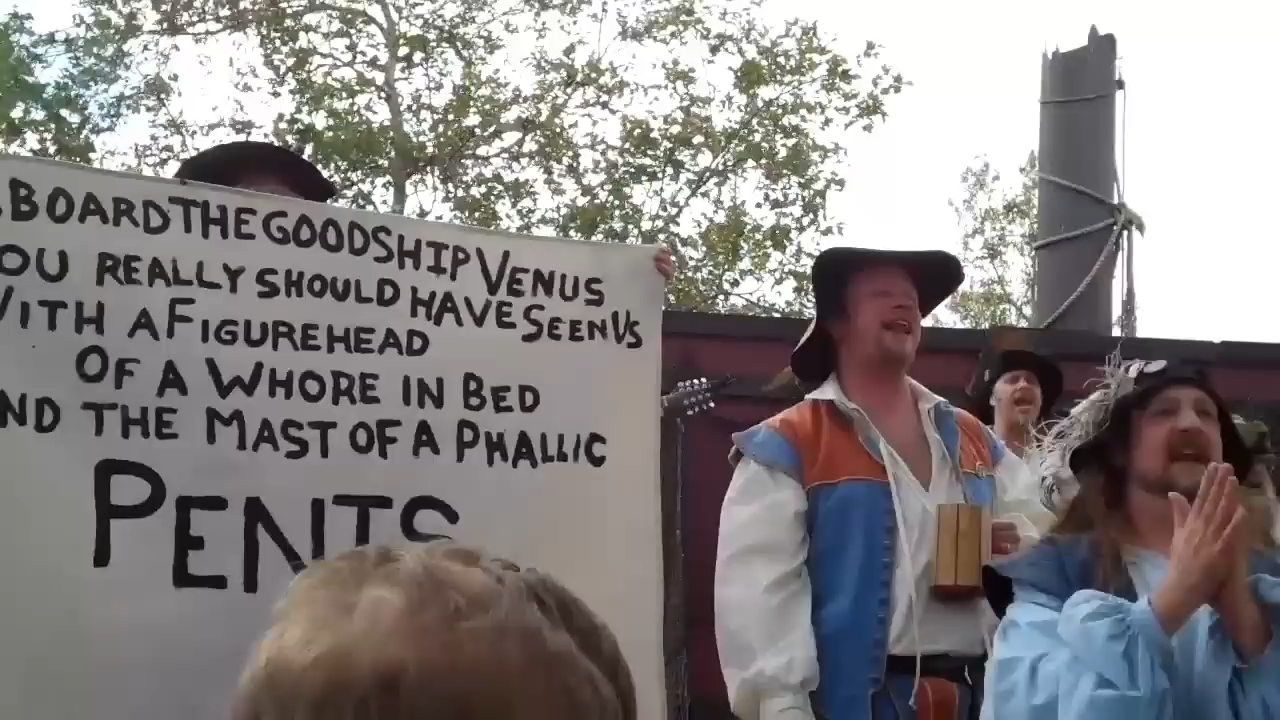 BOARD THE GOOD SHIP VENUS
OU REALLY SHOULD HAVE SEEN US
WITH A FIGUREHEAD
OF A WHORE IN BED
ND THE MAST OF A PHALLIC
PENIS